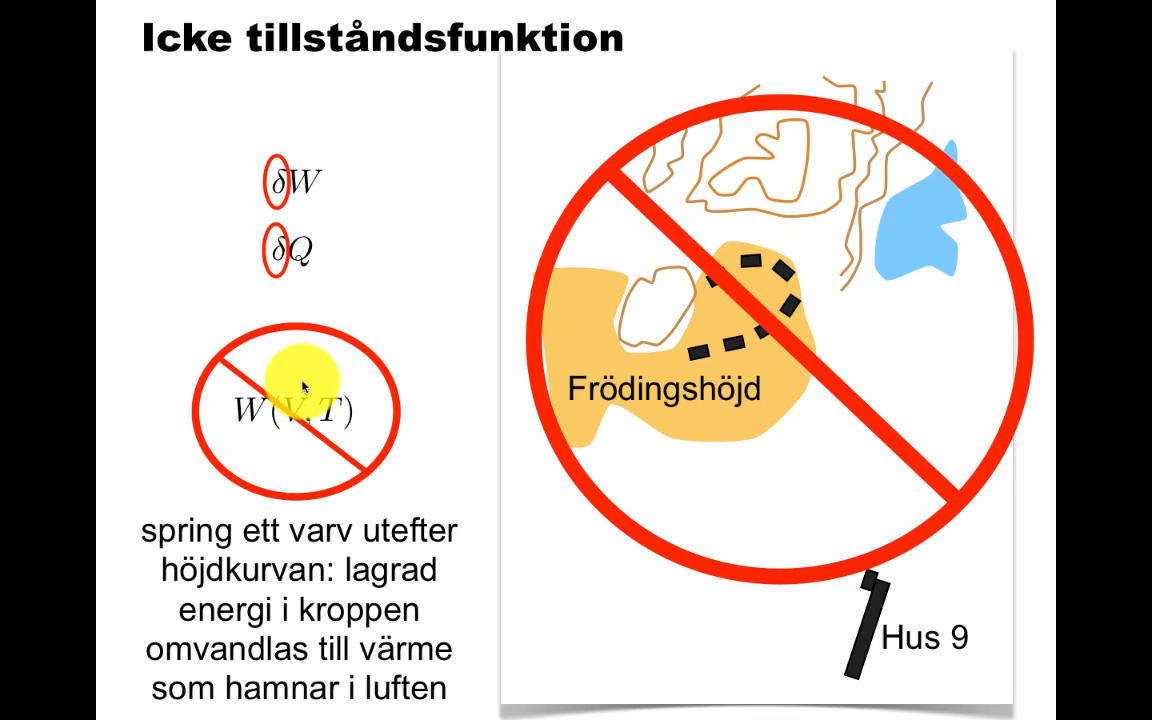 Icke tillståndsfunktion
δW
δQ
W(V,T)
spring ett varv utefter
höjdkurvan: lagrad
energi i kroppen
omvandlas till värme
som hamnar i luften
Frödingshöjd
Hus 9